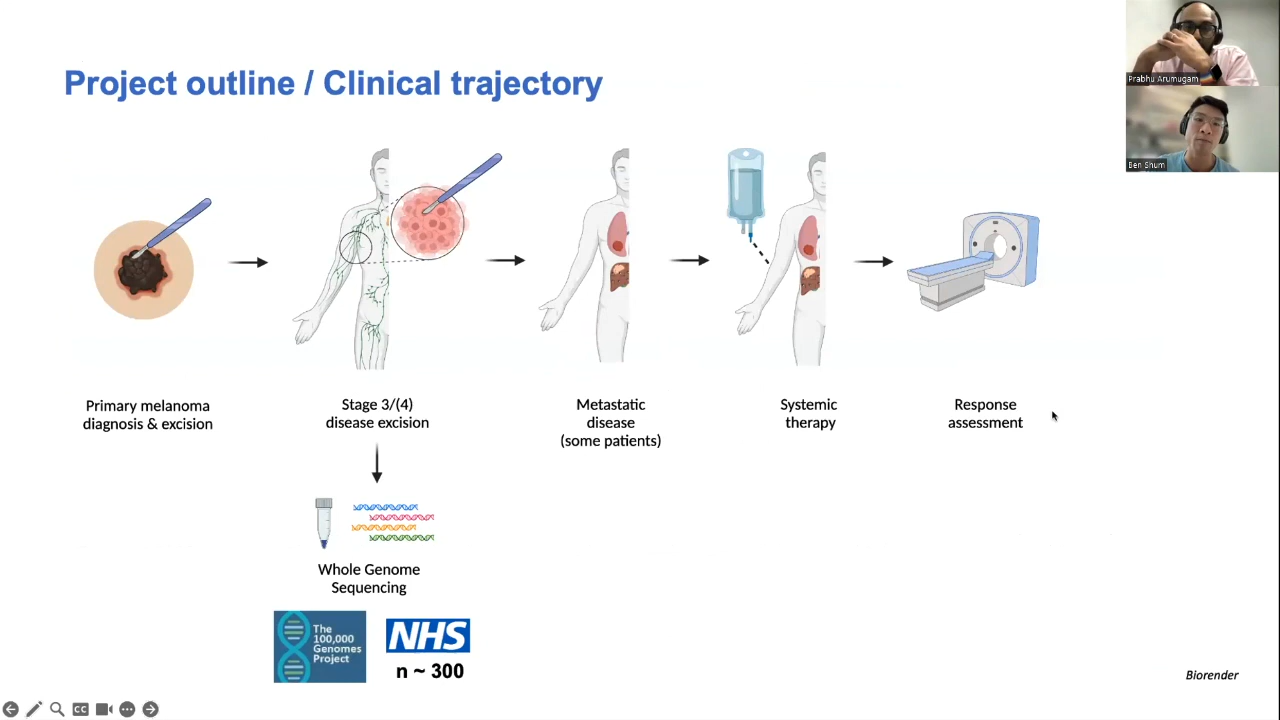 Project outline / Clinical trajectory
Prabhu Arumugam
Ben Shum
Primary melanoma
diagnosis & excision
Stage 3/(4)
disease excision
Metastatic
disease
(some patients)
Systemic
therapy
Response
assessment
Whole Genome
Sequencing
The
100,000
Genomes
Project
NHS
n ~ 300
Biorender
CC